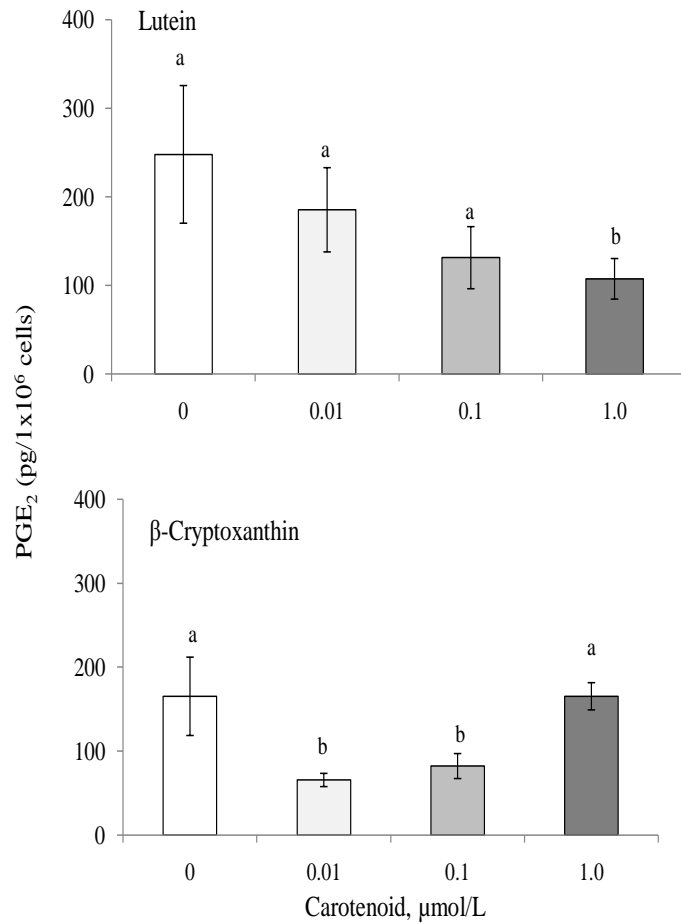 Lutein
400
300
200
100
0
a
a
a
b
0 0.01 0.1 1.0
PGE₂ (pg/1x10⁶ cells)
β-Cryptoxanthin
400
300
200
100
0
a
b
b
a
0 0.01 0.1 1.0
Carotenoid, µmol/L